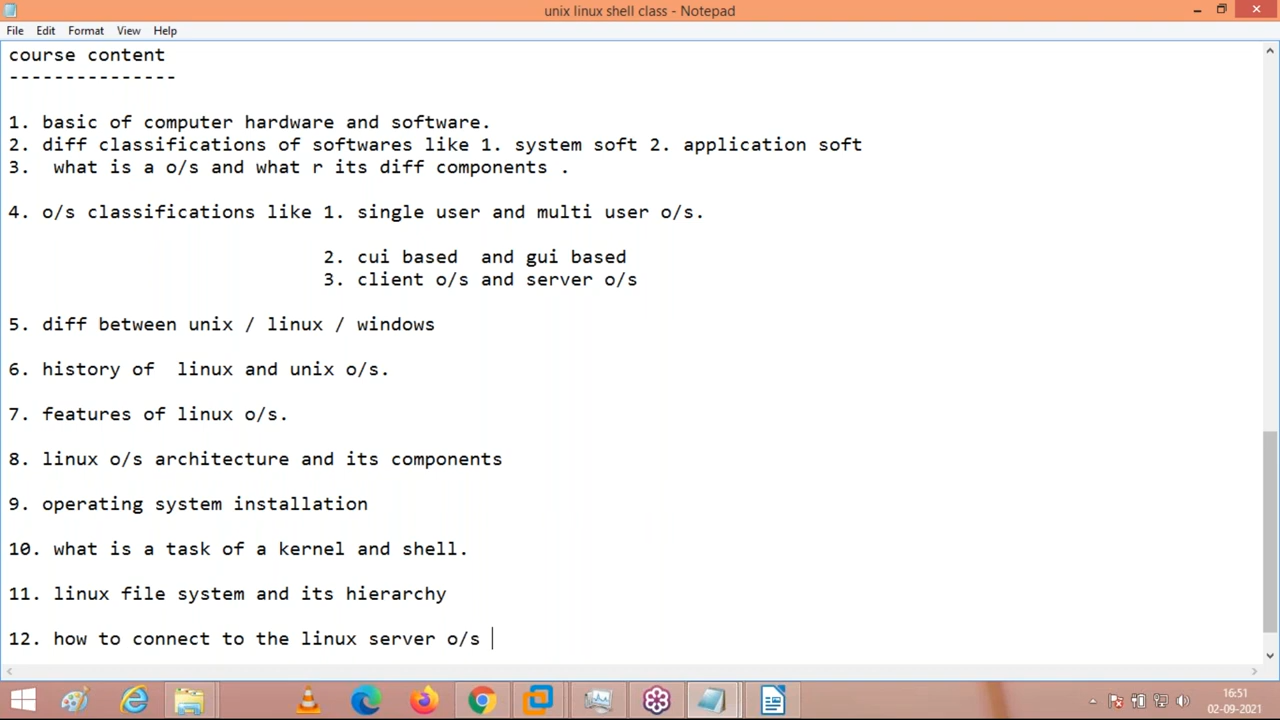 unix linux shell class - Notepad
File Edit Format View Help
course content
---------------
1. basic of computer hardware and software.
2. diff classifications of softwares like 1. system soft 2. application soft
3.  what is a o/s and what r its diff components .
4. o/s classifications like 1. single user and multi user o/s.
2. cui based  and gui based
3. client o/s and server o/s
5. diff between unix / linux / windows
6. history of  linux and unix o/s.
7. features of linux o/s.
8. linux o/s architecture and its components
9. operating system installation
10. what is a task of a kernel and shell.
11. linux file system and its hierarchy
12. how to connect to the linux server o/s
16:51
02-09-2021